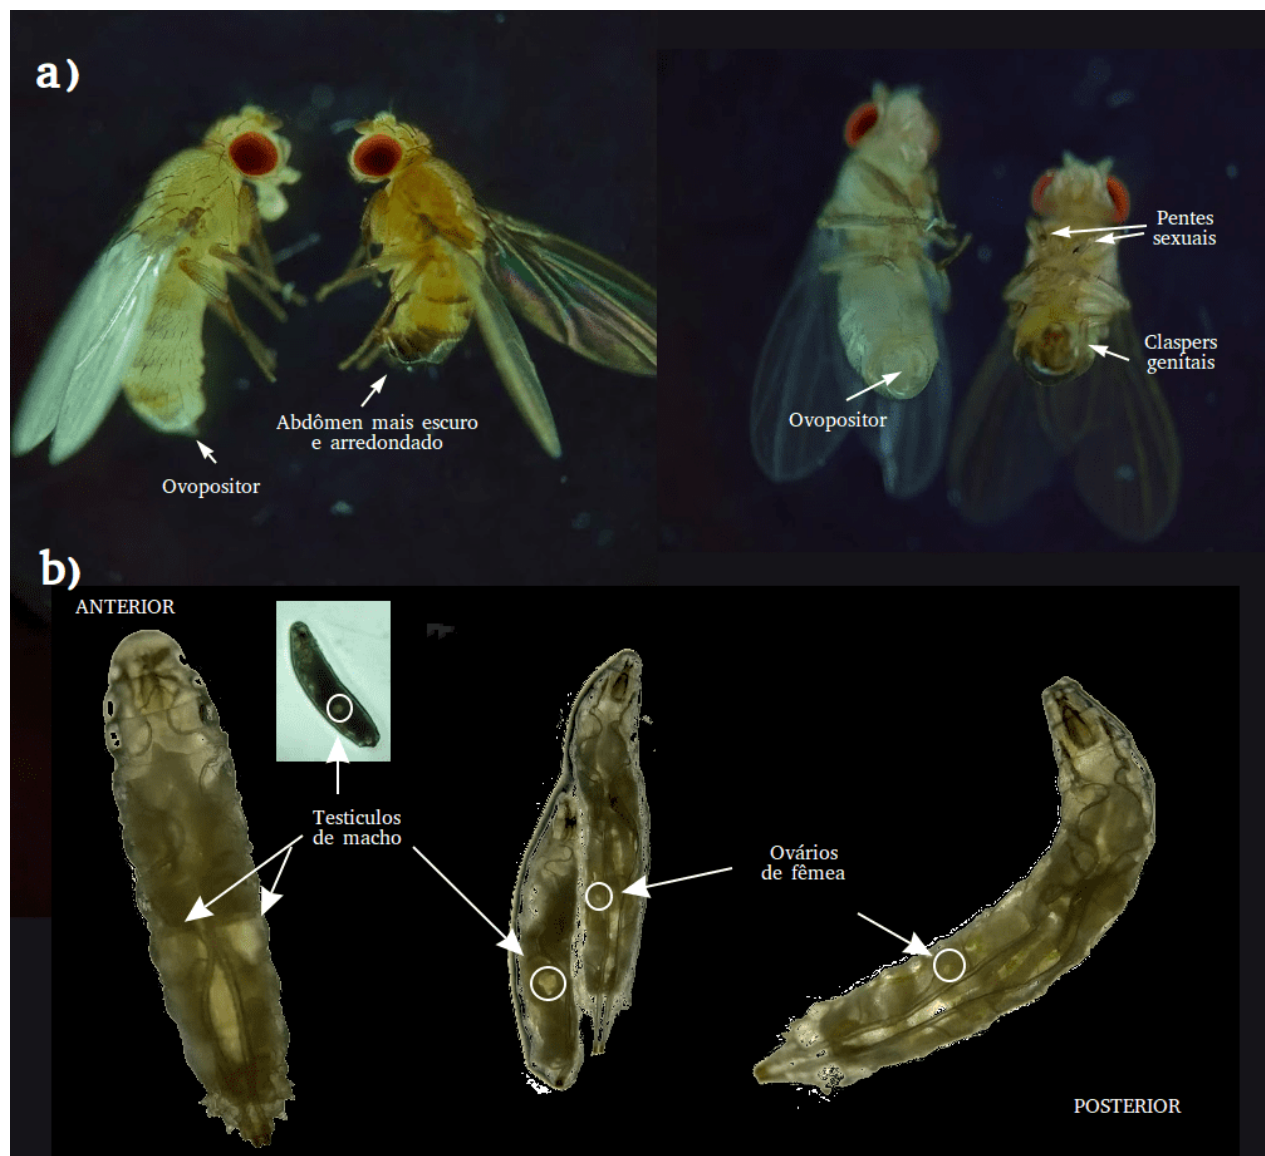 a)
Pentes
sexuais
Claspers
genitais
Ovopositor
Abdômen mais escuro
e arredondado
Ovopositor
b)
ANTERIOR
Testiculos
de macho
Ovários
de fêmea
POSTERIOR